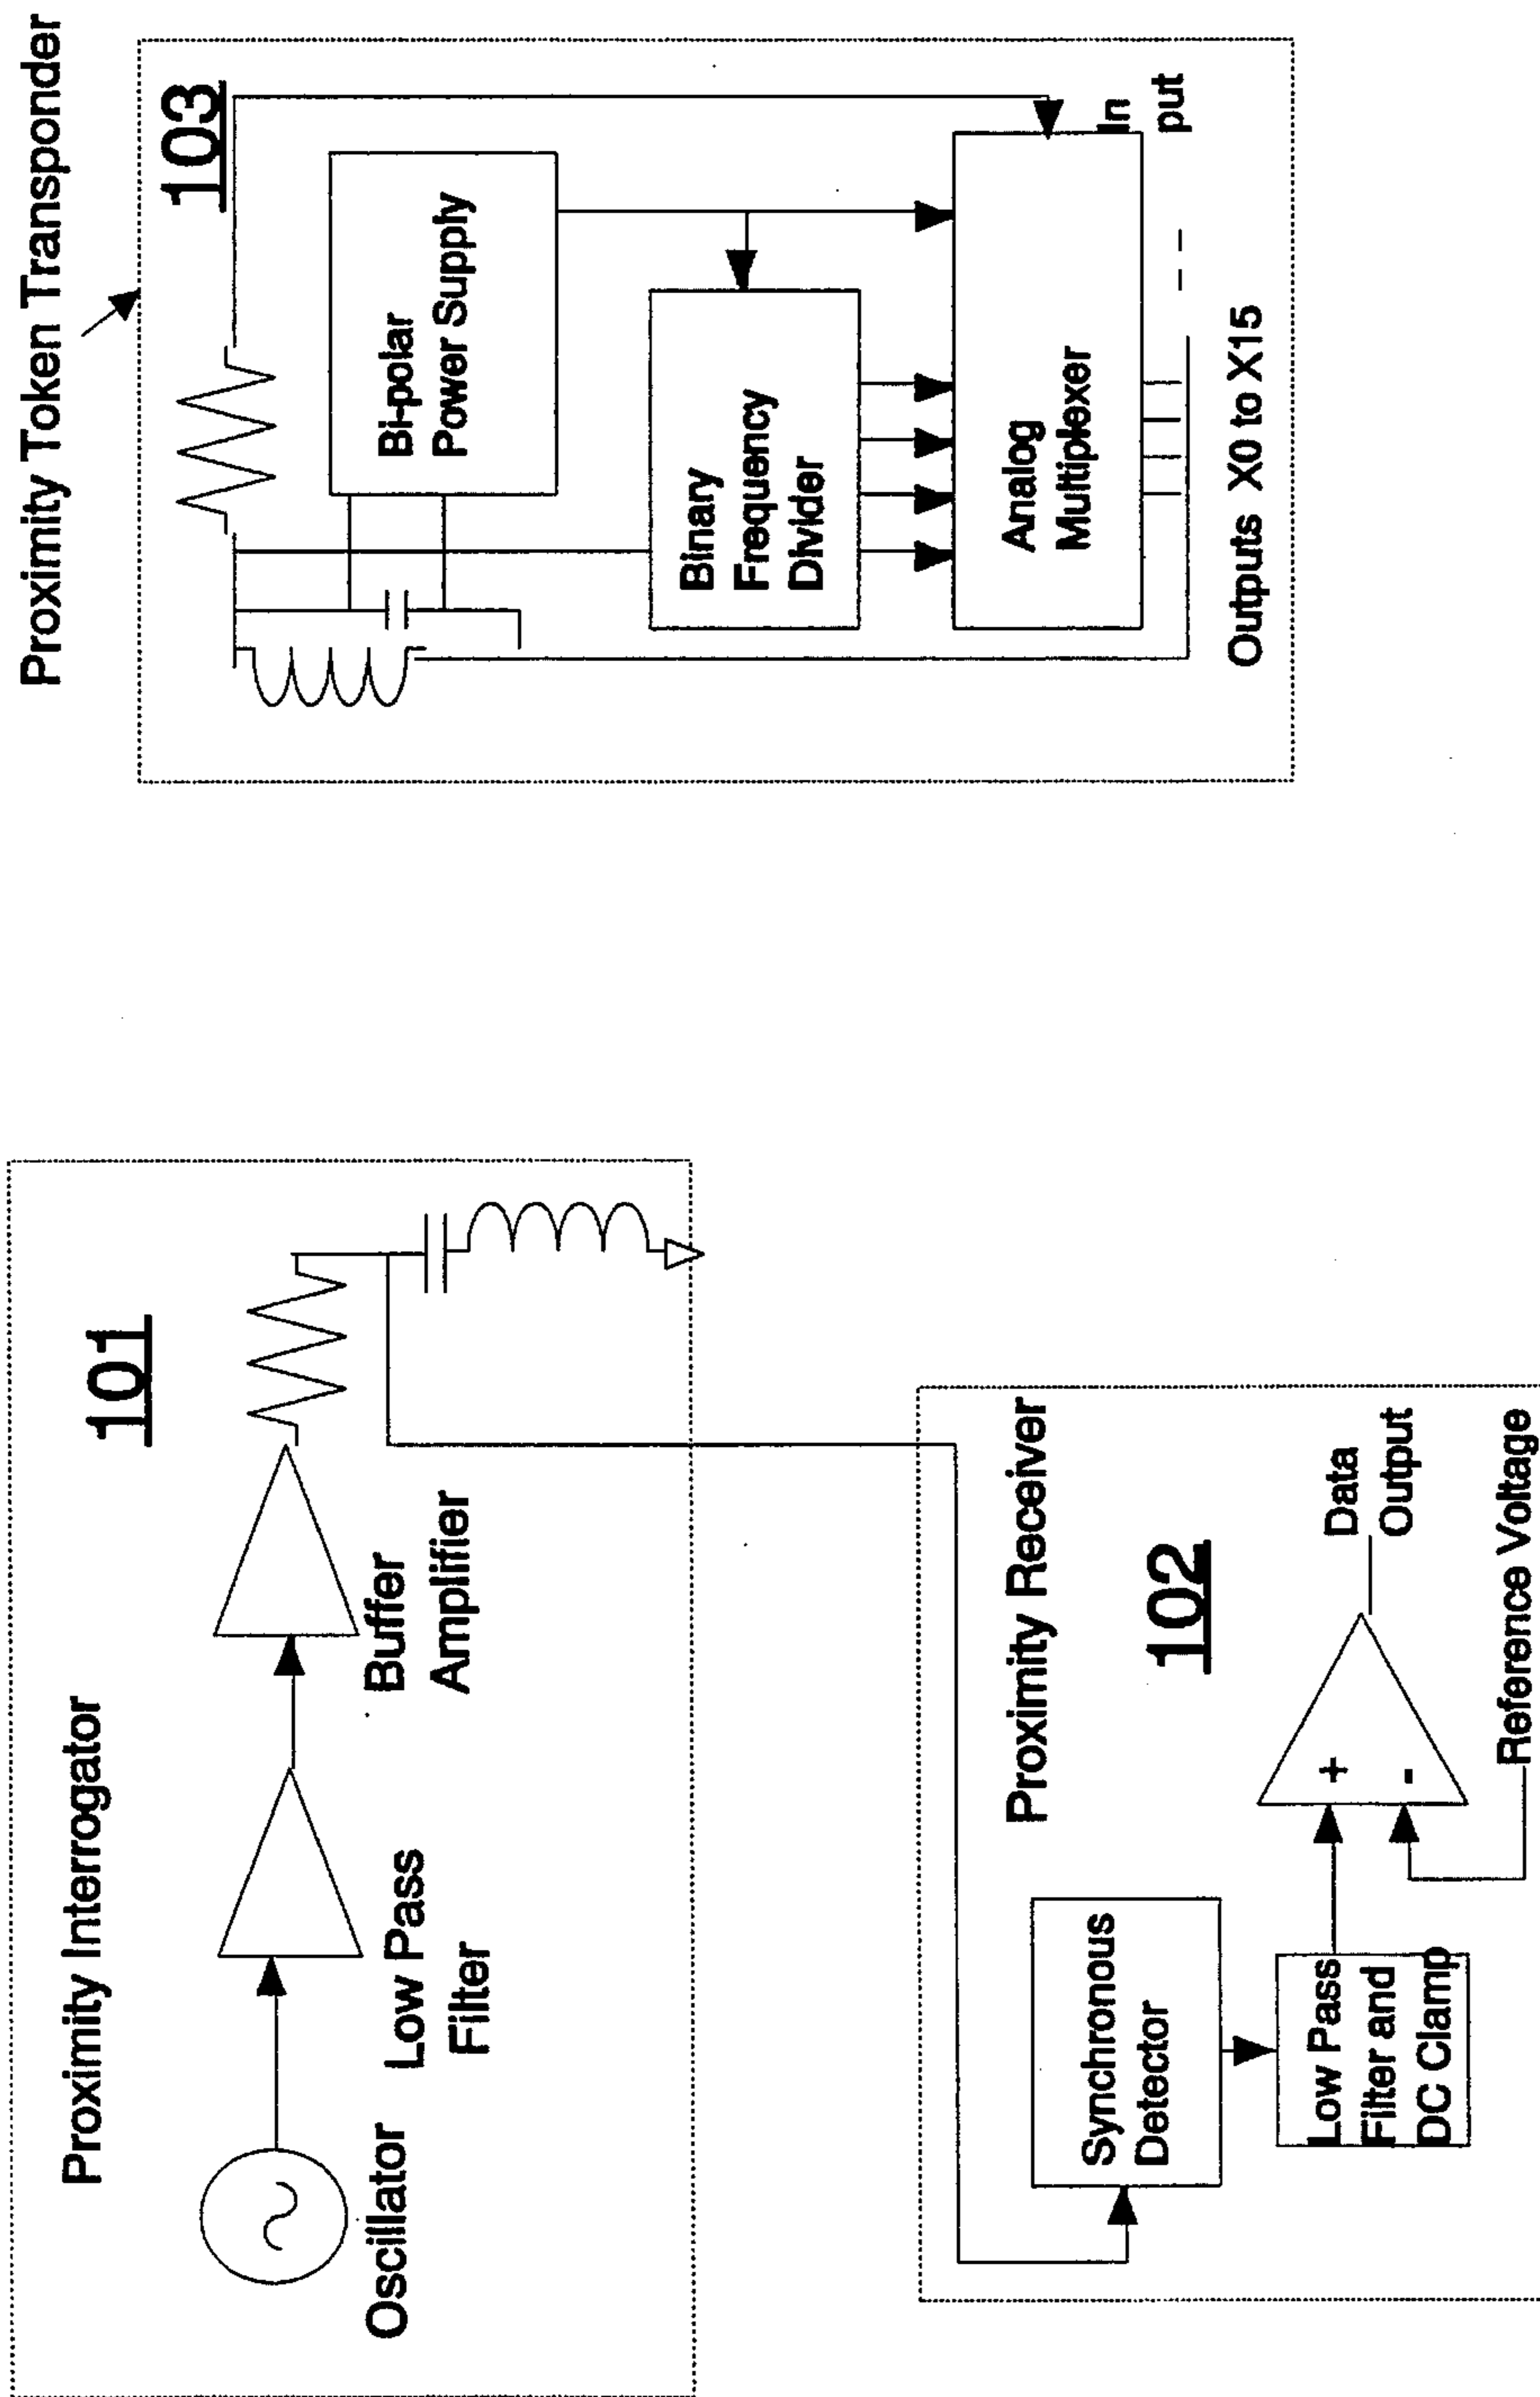 Proximity Interrogator
101
Oscillator
Low Pass
Filter
Buffer
Amplifier
Proximity Receiver
102
Synchronous
Detector
Low Pass
Filter and
DC Clamp
+
-
Data
Output
Reference Voltage
Proximity Token Transponder
103
Bi-polar
Power Supply
Binary
Frequency
Divider
Analog
Multiplexer
In
put
Outputs X0 to X15